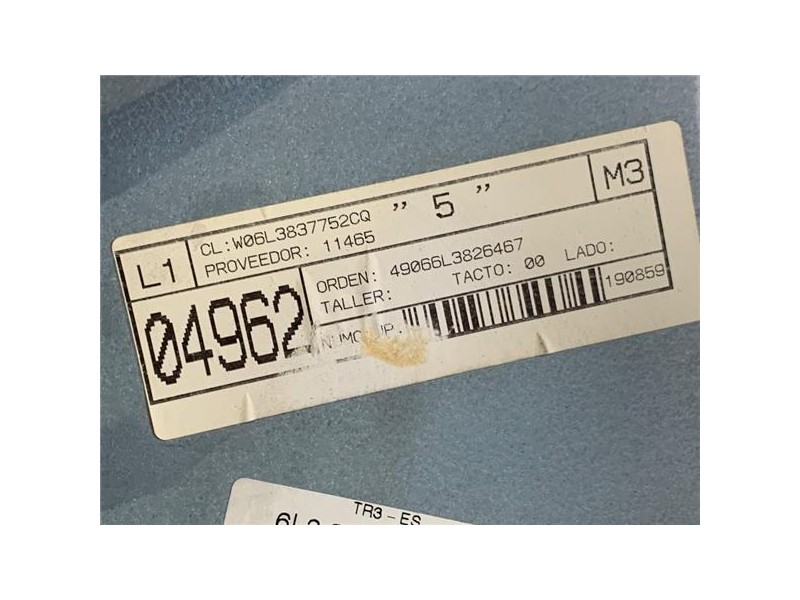 L1
CL:W06L3837752CQ
PROVEEDOR: 11465
" 5 "
M3
04962
ORDEN: 49066L3826467
TALLER:
TACTO: 00
LADO:
190859
TR3-ES